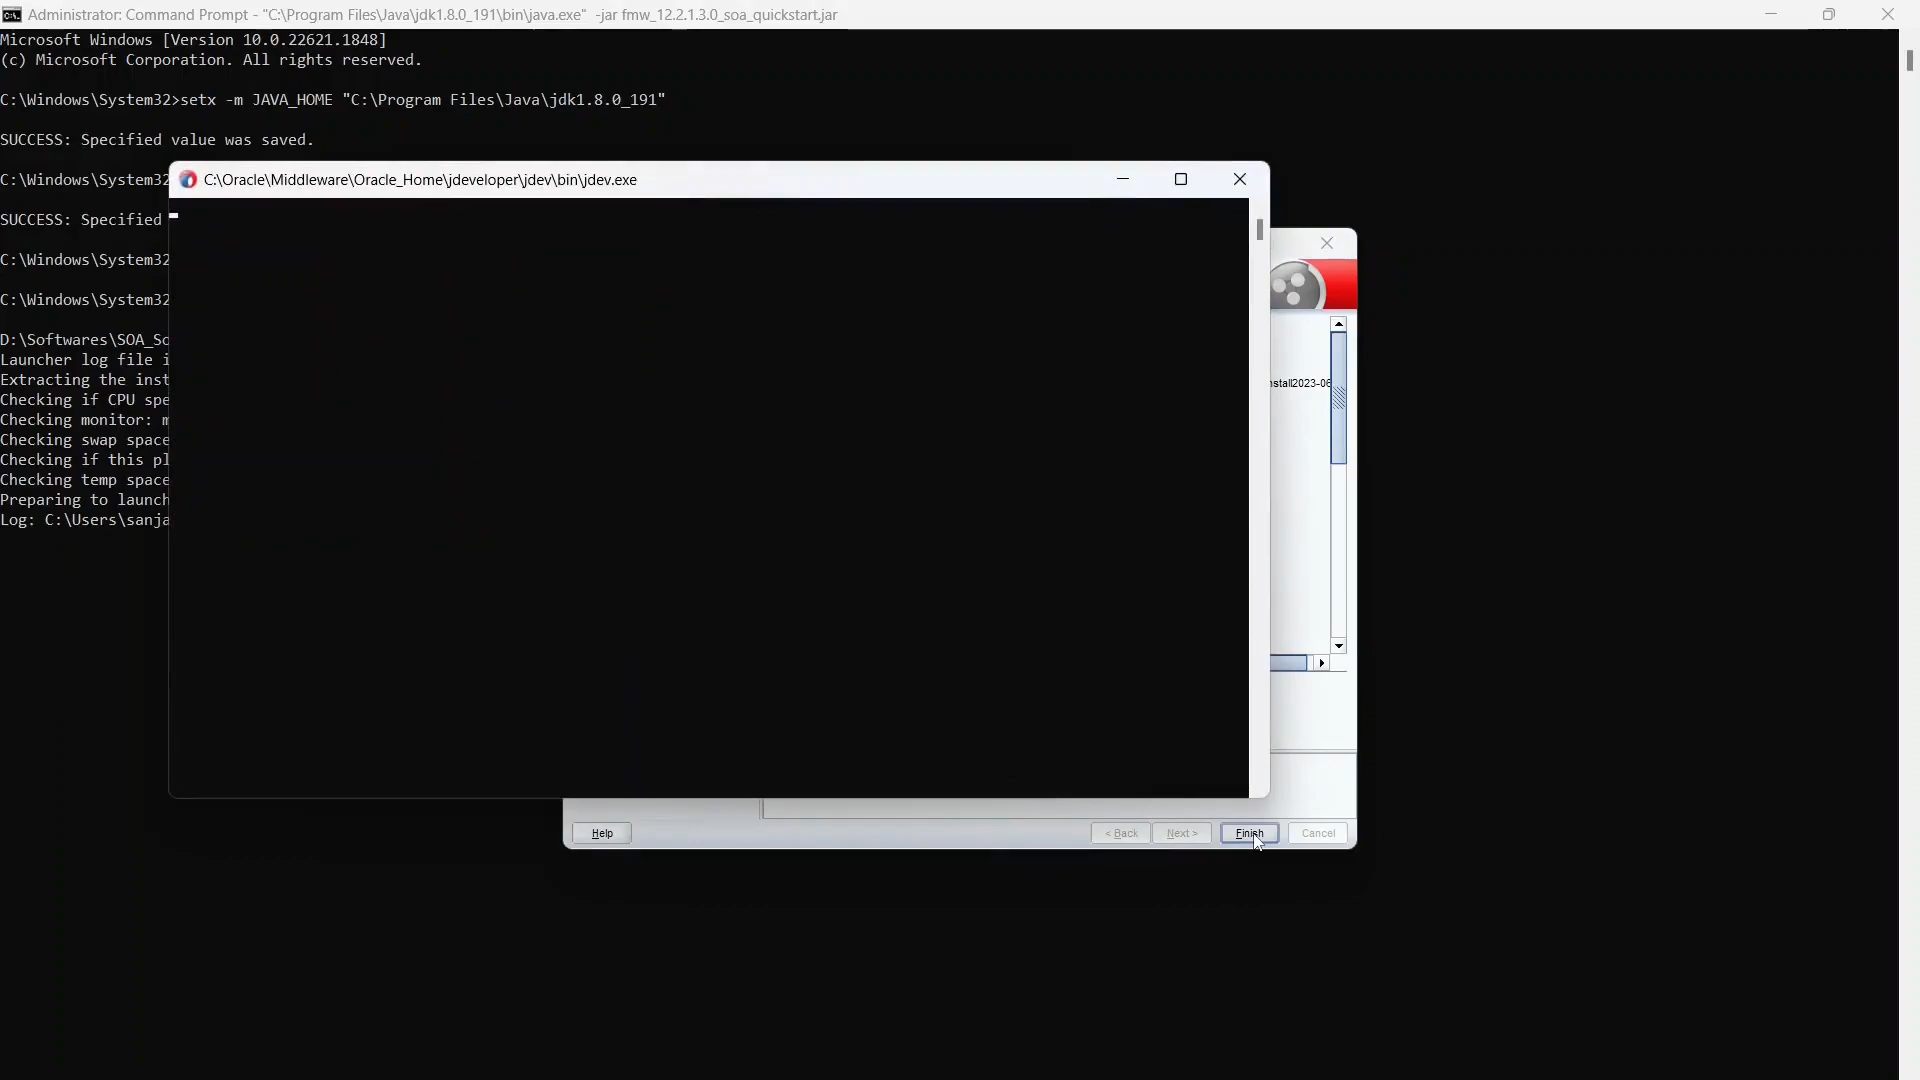 Administrator: Command Prompt - "C:\Program Files\Java\jdk1.8.0_191\bin\java.exe" -jar fmw_12.2.1.3.0_soa_quickstart.jar
Microsoft Windows [Version 10.0.22621.1848]
(c) Microsoft Corporation. All rights reserved.
C:\Windows\System32>setx -m JAVA_HOME "C:\Program Files\Java\jdk1.8.0_191"
SUCCESS: Specified value was saved.
C:\Windows\System32
C:\Oracle\Middleware\Oracle_Home\jdeveloper\jdev\bin\jdev.exe
SUCCESS: Specified
C:\Windows\System32
C:\Windows\System32
D:\Softwares\SOA_So
Launcher log file i
Extracting the inst
nstall2023-06
Checking if CPU spe
Checking monitor: m
Checking swap space
Checking if this pl
Checking temp space
Preparing to launch
Log: C:\Users\sanja
Help
< Back
Next >
Finish
Cancel